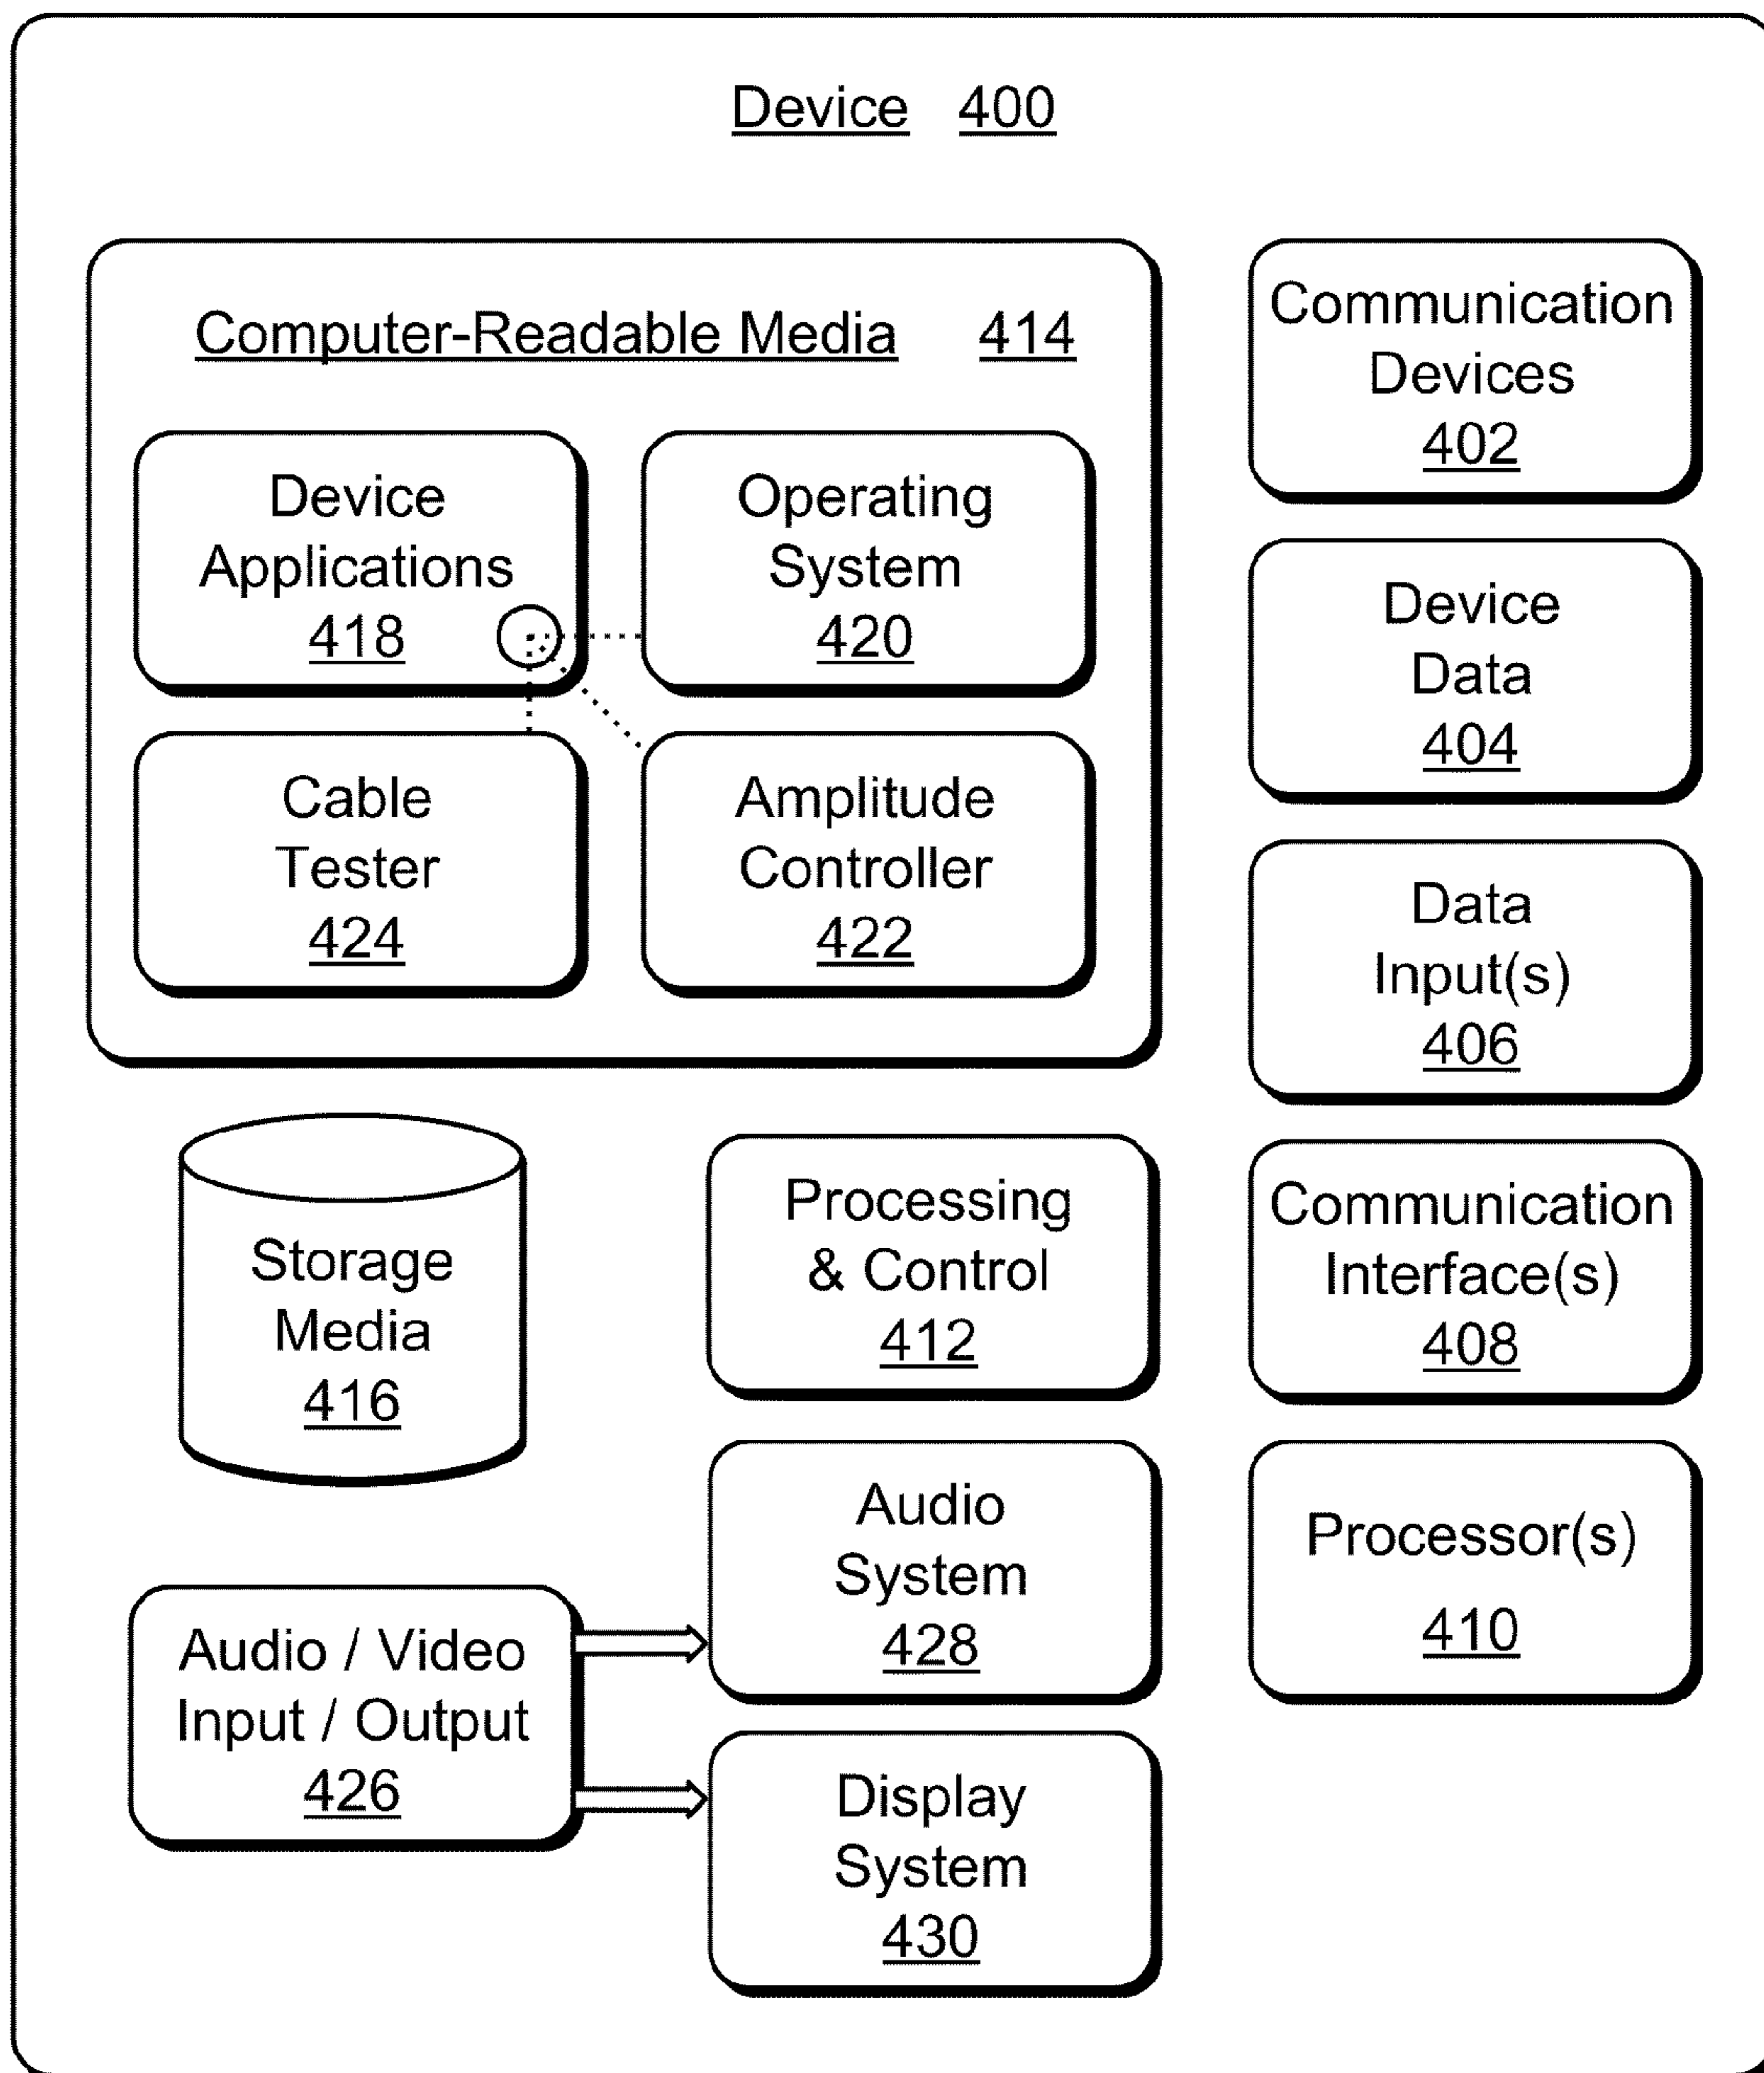 Device 400
Computer-Readable Media 414
Device
Applications
418
Operating
System
420
Cable
Tester
424
Amplitude
Controller
422
Communication
Devices
402
Device
Data
404
Data
Input(s)
406
Communication
Interface(s)
408
Processor(s)
410
Storage
Media
416
Processing
& Control
412
Audio / Video
Input / Output
426
Audio
System
428
Display
System
430